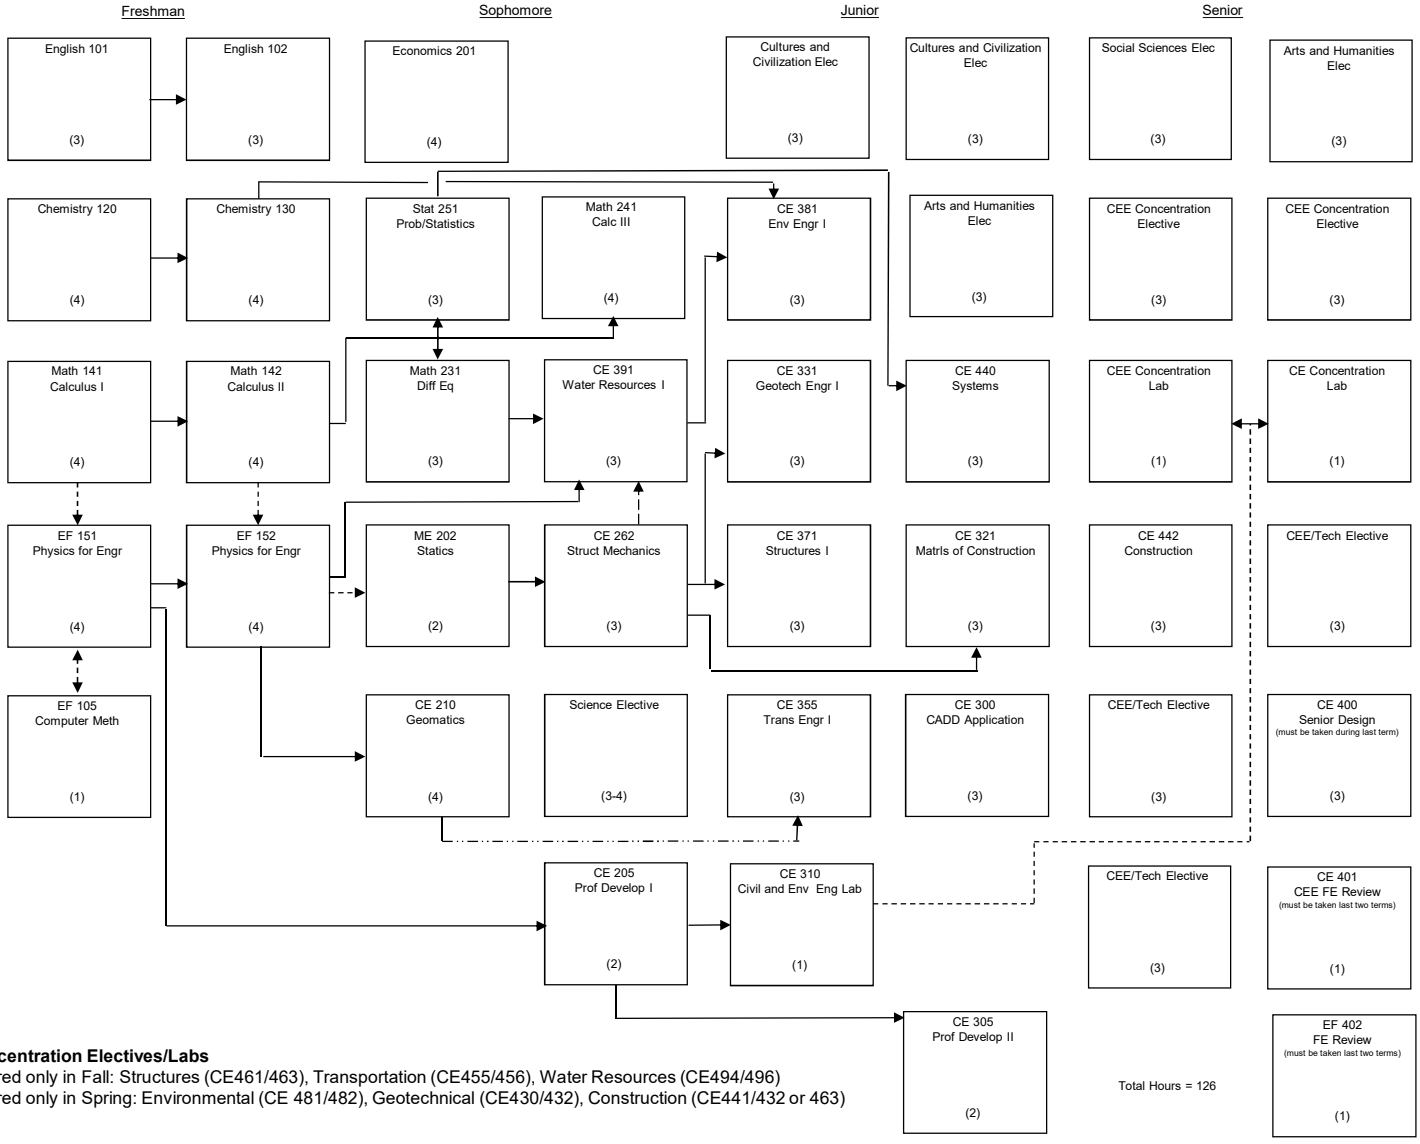 Freshman
Sophomore
Junior
Senior
English 101
(3)
English 102
(3)
Economics 201
(4)
Cultures and
Civilization Elec
(3)
Cultures and Civilization
Elec
(3)
Social Sciences Elec
(3)
Arts and Humanities
Elec
(3)
Chemistry 120
(4)
Chemistry 130
(4)
Stat 251
Prob/Statistics
(3)
Math 241
Calc III
(4)
CE 381
Env Engr I
(3)
Arts and Humanities
Elec
(3)
CEE Concentration
Elective
(3)
CEE Concentration
Elective
(3)
Math 141
Calculus I
(4)
Math 142
Calculus II
(4)
Math 231
Diff Eq
(3)
CE 391
Water Resources I
(3)
CE 331
Geotech Engr I
(3)
CE 440
Systems
(3)
CEE Concentration
Lab
(1)
CE Concentration
Lab
(1)
EF 151
Physics for Engr
(4)
EF 152
Physics for Engr
(4)
ME 202
Statics
(2)
CE 262
Struct Mechanics
(3)
CE 371
Structures I
(3)
CE 321
Matrls of Construction
(3)
CE 442
Construction
(3)
CEE/Tech Elective
(3)
EF 105
Computer Meth
(1)
CE 210
Geomatics
(4)
Science Elective
(3-4)
CE 355
Trans Engr I
(3)
CE 300
CADD Application
(3)
CEE/Tech Elective
(3)
CE 400
Senior Design
(must be taken during last term)
(3)
CE 205
Prof Develop I
(2)
CE 310
Civil and Env Eng Lab
(1)
CEE/Tech Elective
(3)
CE 401
CEE FE Review
(must be taken last two terms)
(1)
CE 305
Prof Develop II
(2)
Total Hours = 126
EF 402
FE Review
(must be taken last two terms)
(1)
centration Electives/Labs
red only in Fall: Structures (CE461/463), Transportation (CE455/456), Water Resources (CE494/496)
red only in Spring: Environmental (CE 481/482), Geotechnical (CE430/432), Construction (CE441/432 or 463)